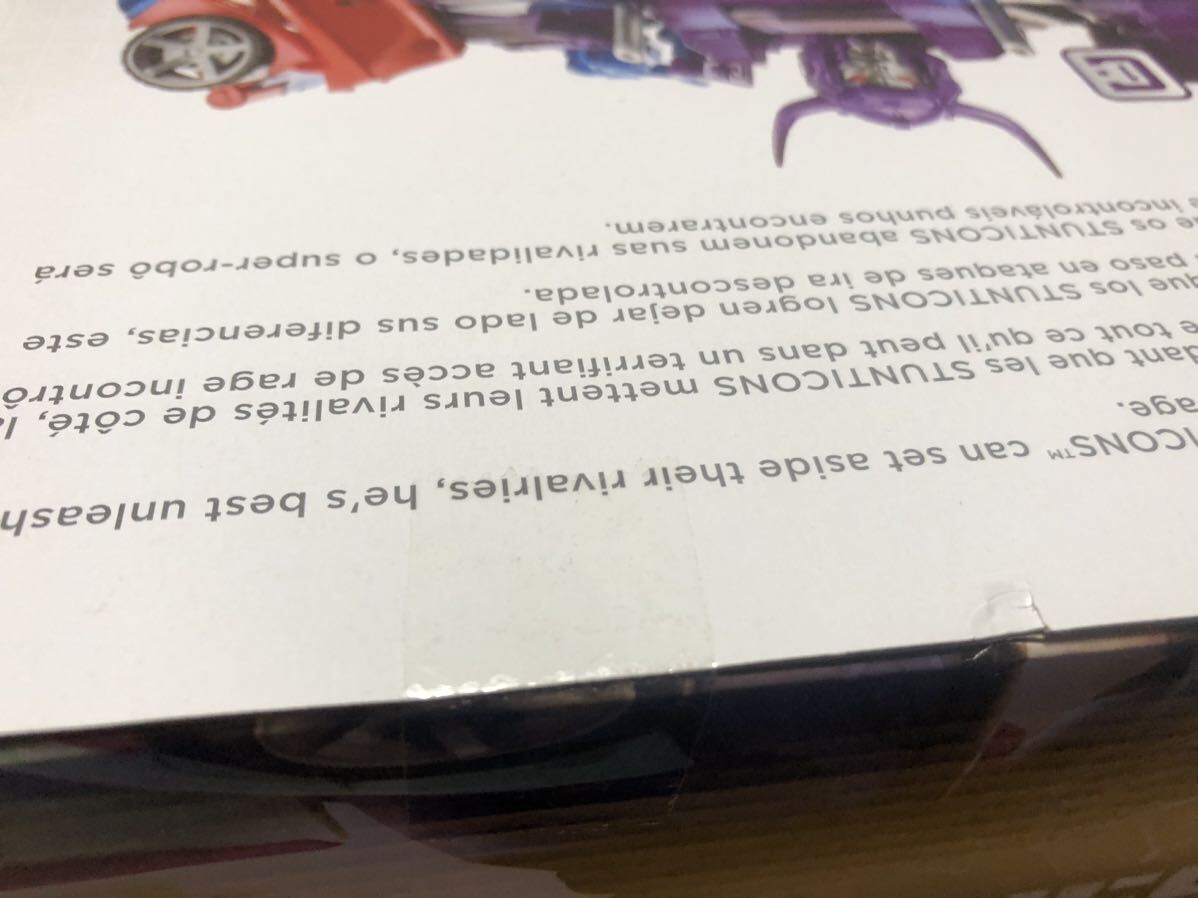 ICONS™ can set aside their rivalries, he's best unleash
age.
dant que les STUNTICONS mettent leurs rivalités de côté, l
e tout ce qu'il peut dans un terrifiant accès de rage incontrô
que los STUNTICONS logren dejar de lado sus diferencias, este
paso en ataques de ira descontrolada.
e os STUNTICONS abandonem suas rivalidades, o super-robô será
s incontroláveis punhos encontrarem.